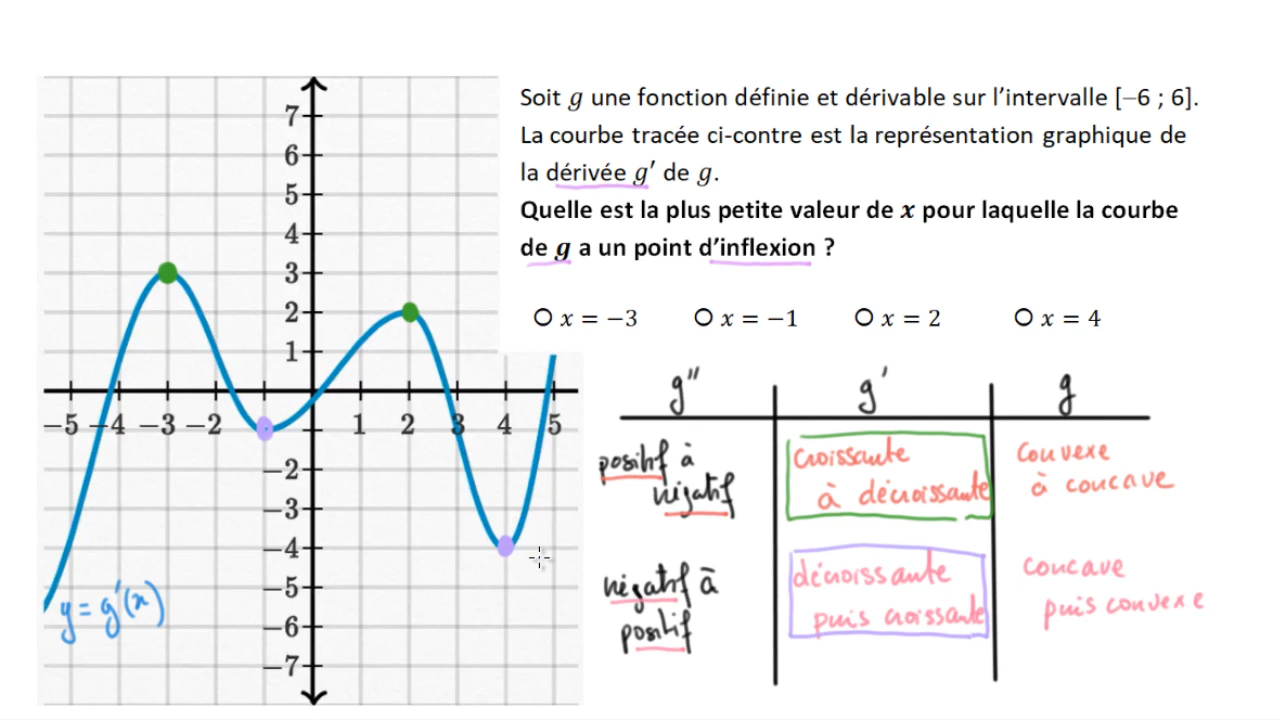 Soit g une fonction définie et dérivable sur l'intervalle [−6 ; 6].
La courbe tracée ci-contre est la représentation graphique de
la dérivée g′ de g.
Quelle est la plus petite valeur de x pour laquelle la courbe
de g a un point d'inflexion ?
x = −3
x = −1
x = 2
x = 4
7
6
5
4
3
2
1
−5 −4 −3 −2 1 2 3 4 5
−2
−3
−4
−5
−6
−7
y = g'(x)
g'' g' g
positif à
négatif
croissante
à décroissante
convexe
à concave
négatif à
positif
décroissante
puis croissante
concave
puis convexe